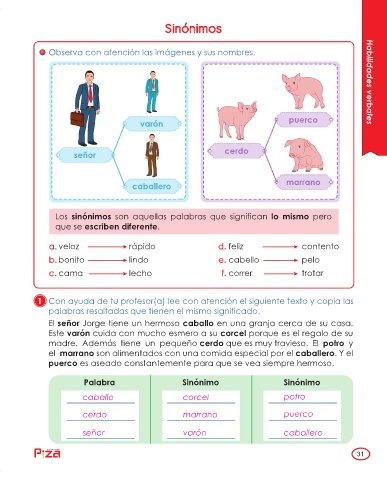 Sinónimos
Habilidades verbales
Observa con atención las imágenes y sus nombres.
varón
señor
caballero
puerco
cerdo
marrano
Los sinónimos son aquellas palabras que significan lo mismo pero
que se escriben diferente.
a. veloz rápido
b. bonito lindo
c. cama lecho
d. feliz contento
e. cabello pelo
f. correr trotar
1 Con ayuda de tu profesor(a) lee con atención el siguiente texto y copia las
palabras resaltadas que tienen el mismo significado.
El señor Jorge tiene un hermoso caballo en una granja cerca de su casa.
Este varón cuida con mucho esmero a su corcel porque es el regalo de su
madre. Además tiene un pequeño cerdo que es muy travieso. El potro y
el marrano son alimentados con una comida especial por el caballero. Y el
puerco es aseado constantemente para que se vea siempre hermoso.
Palabra Sinónimo Sinónimo
caballo corcel potro
cerdo marrano puerco
señor varón caballero
P:za
31